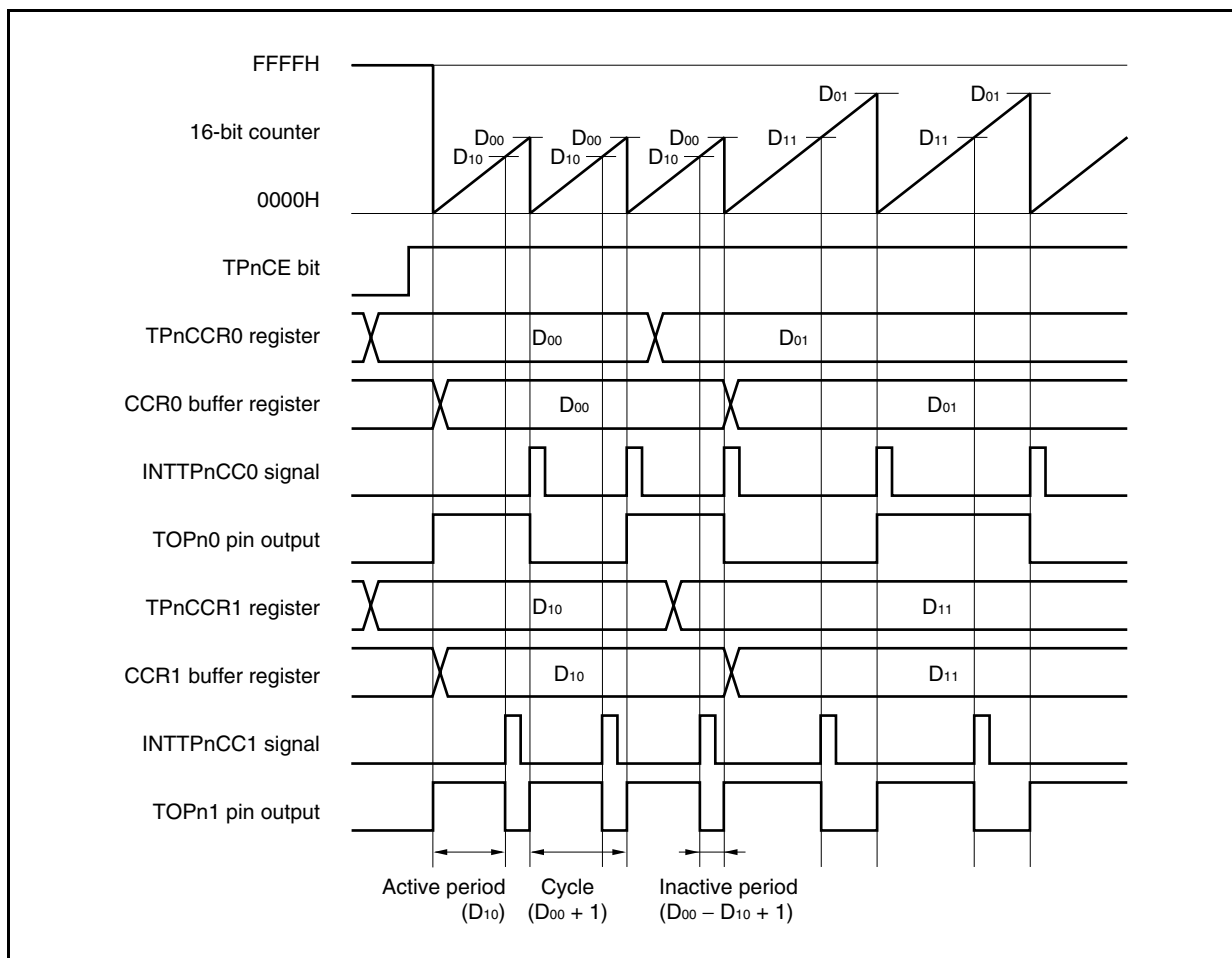 FFFFH
D01 D01
16-bit counter D00 D00 D00 D11 D11
D10 D10 D10
0000H
TPnCE bit
TPnCCR0 register D00 D01
CCR0 buffer register D00 D01
INTTPnCC0 signal
TOPn0 pin output
TPnCCR1 register D10 D11
CCR1 buffer register D10 D11
INTTPnCC1 signal
TOPn1 pin output
Active period Cycle Inactive period
(D10) (D00 + 1) (D00 − D10 + 1)